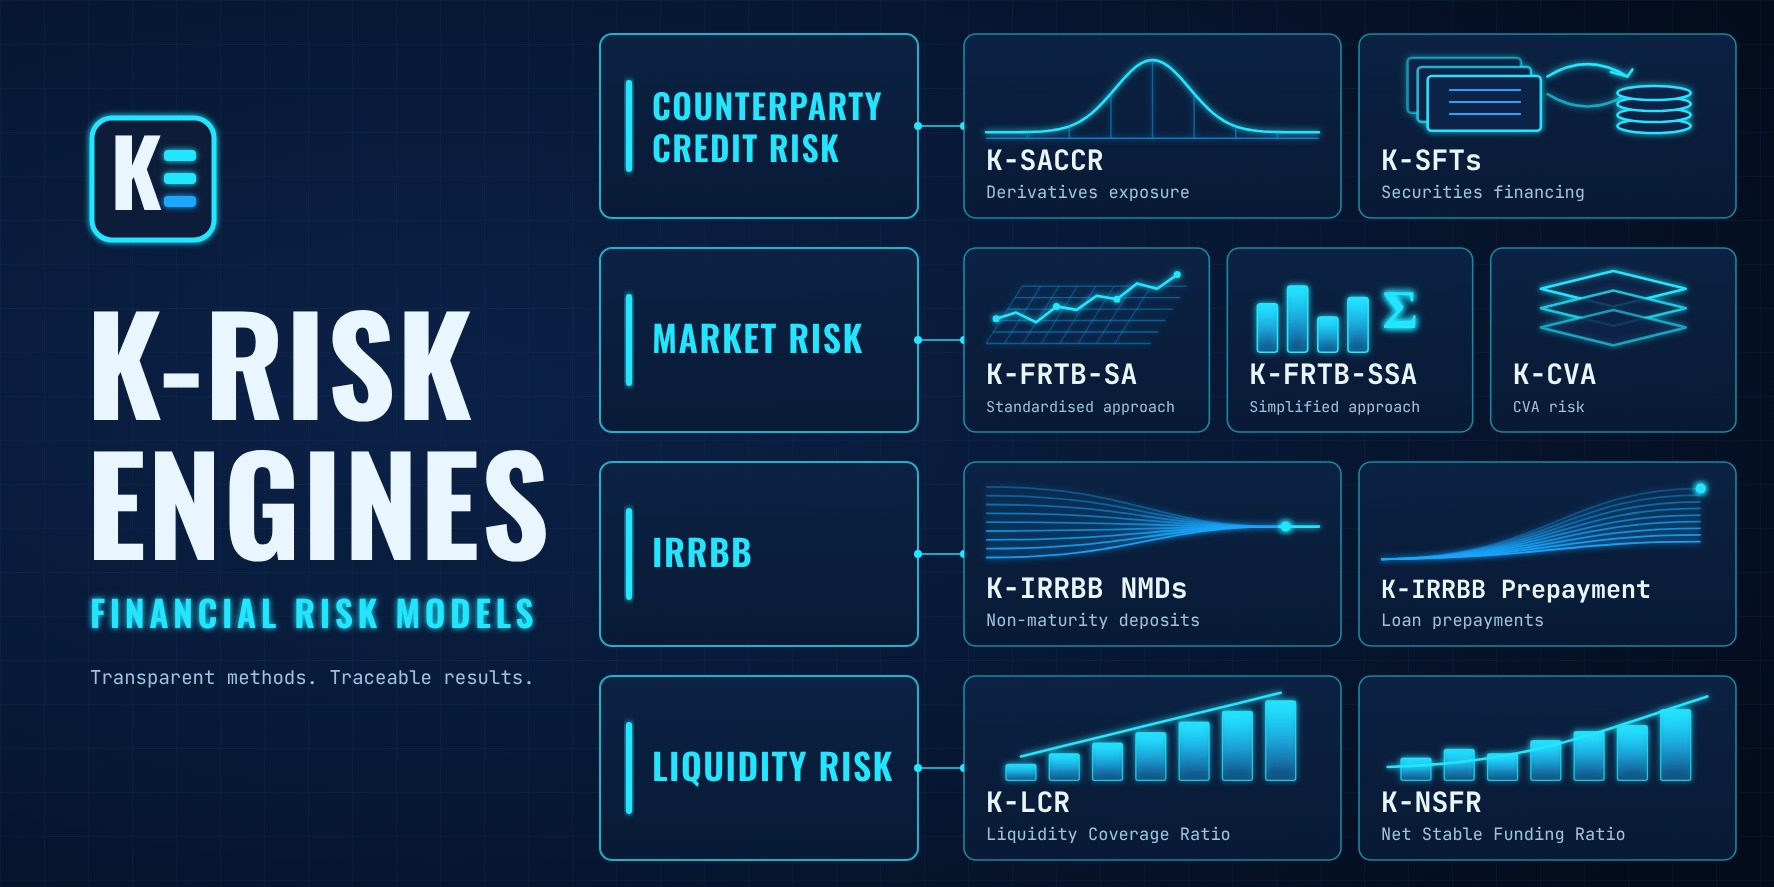 K
K-RISK
ENGINES
FINANCIAL RISK MODELS
Transparent methods. Traceable results.
COUNTERPARTY
CREDIT RISK
K-SACCR
Derivatives exposure
K-SFTs
Securities financing
MARKET RISK
K-FRTB-SA
Standardised approach
Σ
K-FRTB-SSA
Simplified approach
K-CVA
CVA risk
IRRBB
K-IRRBB NMDs
Non-maturity deposits
K-IRRBB Prepayment
Loan prepayments
LIQUIDITY RISK
K-LCR
Liquidity Coverage Ratio
K-NSFR
Net Stable Funding Ratio